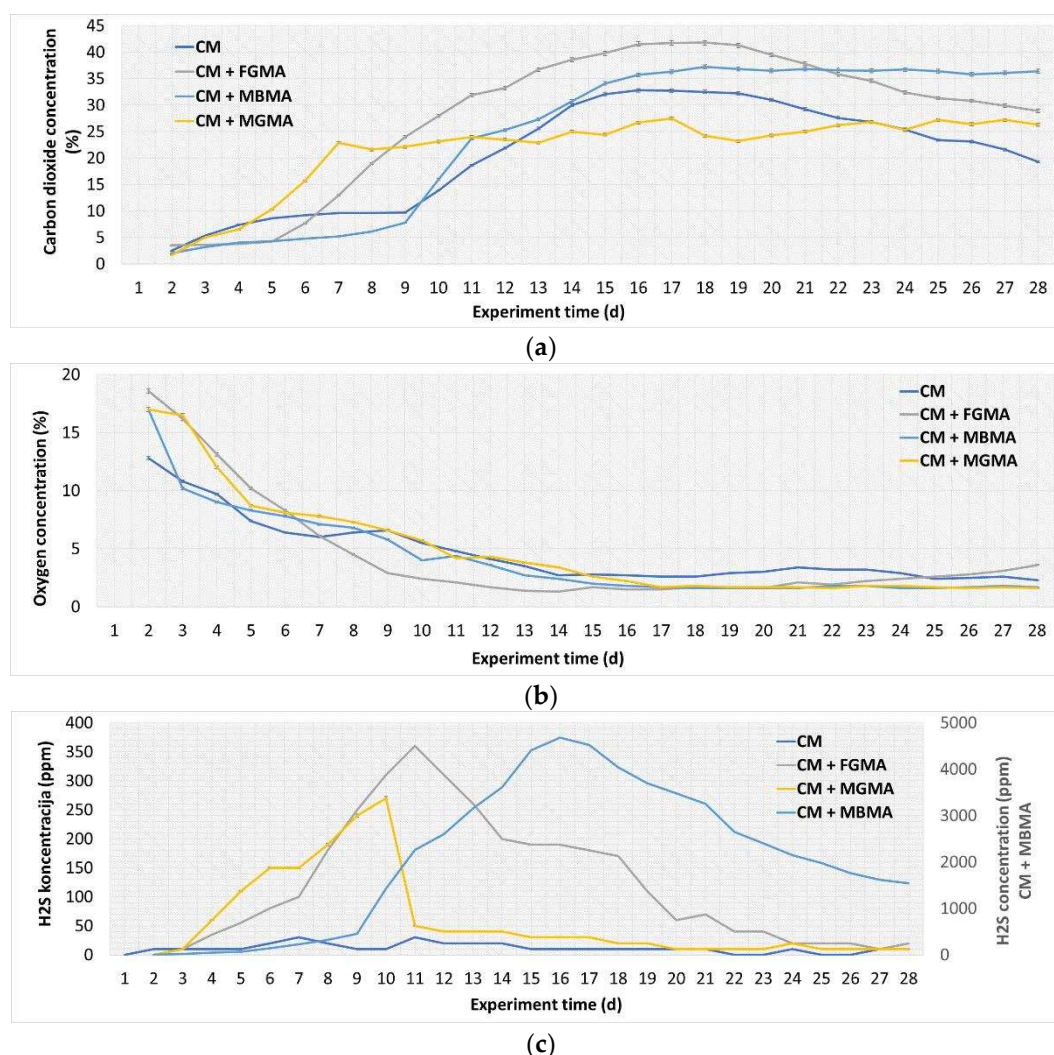 Carbon dioxide concentration
(%)
45
40
35
30
25
20
15
10
5
0
CM
CM + FGMA
CM + MBMA
CM + MGMA
1 2 3 4 5 6 7 8 9 10 11 12 13 14 15 16 17 18 19 20 21 22 23 24 25 26 27 28
Experiment time (d)
(a)
Oxygen concentration (%)
20
15
10
5
0
CM
CM + FGMA
CM + MBMA
CM + MGMA
1 2 3 4 5 6 7 8 9 10 11 12 13 14 15 16 17 18 19 20 21 22 23 24 25 26 27 28
Experiment time (d)
(b)
H2S koncentracija (ppm)
400
350
300
250
200
150
100
50
0
CM
CM + FGMA
CM + MGMA
CM + MBMA
5000
4000
3000
2000
1000
0
H2S concentration (ppm)
CM + MBMA
1 2 3 4 5 6 7 8 9 10 11 12 13 14 15 16 17 18 19 20 21 22 23 24 25 26 27 28
Experiment time (d)
(c)